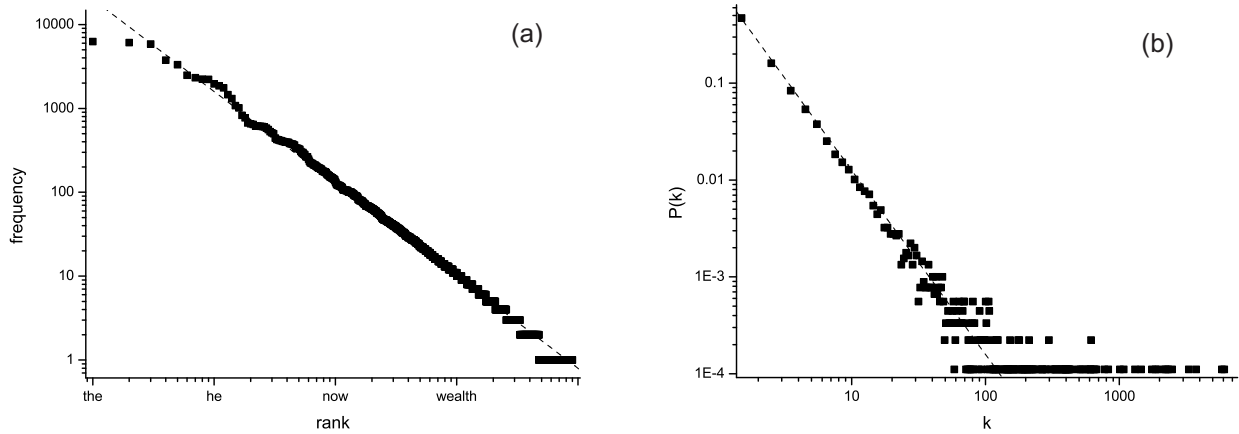 (a)
10000
1000
100
10
1
frequency
the he now wealth
rank
(b)
0.1
0.01
1E-3
1E-4
P(k)
10 100 1000
k